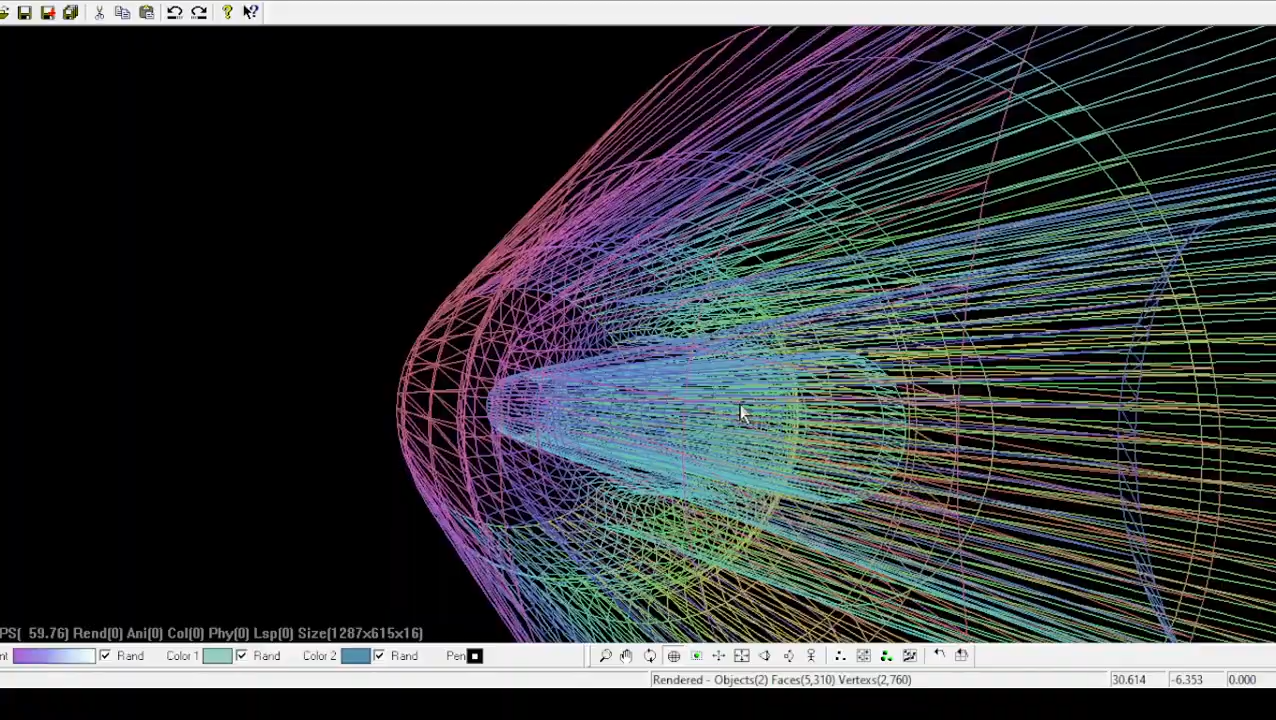 PS( 59.76) Rend(0) Ani(0) Col(0) Phy(0) Lsp(0) Size(1287x615x16)
nt Rand Color 1 Rand Color 2 Rand Pen
Rendered - Objects(2) Faces(5,310) Vertexs(2,760) 30.614 -6.353 0.000